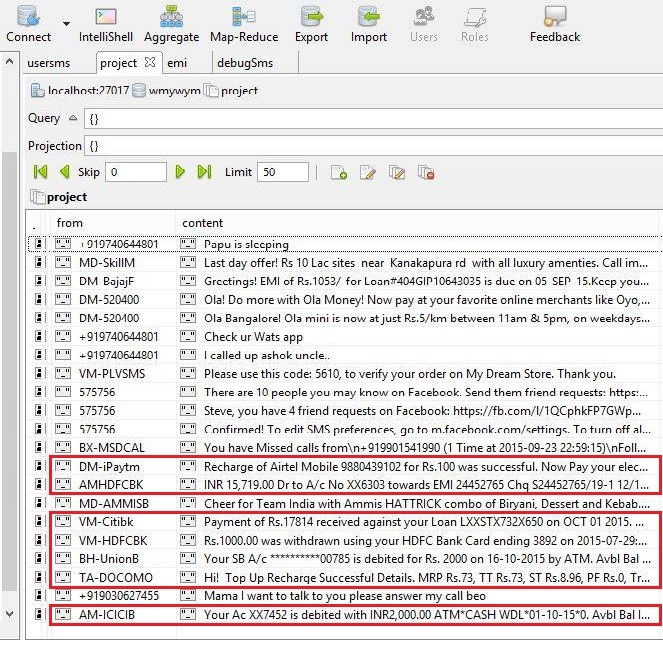 Connect IntelliShell Aggregate Map-Reduce Export Import Users Roles Feedback
usersms project emi debugSms
localhost:27017 wmywym project
Query {}
Projection {}
Skip 0 Limit 50
project
from content
+919740644801 Papu is sleeping
MD-SkillM Last day offer! Rs 10 Lac sites near Kanakapura rd with all luxury amenties. Call im...
DM BajajF Greetings! EMI of Rs.1053/ for Loan#404GIP10643035 is due on 05 SEP 15.Keep you...
DM-520400 Ola! Do more with Ola Money! Now pay at your favorite online merchants like Oyo,...
DM-520400 Ola Bangalore! Ola mini is now at just Rs.5/km between 11am & 5pm, on weekdays...
+919740644801 Check ur Wats app
+919740644801 I called up ashok uncle..
VM-PLVSMS Please use this code: 5610, to verify your order on My Dream Store. Thank you.
575756 There are 10 people you may know on Facebook. Send them friend requests: https:...
575756 Steve, you have 4 friend requests on Facebook: https://fb.com/l/1QCphkFP7GWp...
575756 Confirmed! To edit SMS preferences, go to m.facebook.com/settings. To turn off al...
BX-MSDCAL You have Missed calls from\n+919901541990 (1 Time at 2015-09-23 22:59:15)\nFoll...
DM-iPaytm Recharge of Airtel Mobile 9880439102 for Rs.100 was successful. Now Pay your elec...
AMHDFCBK INR 15,719.00 Dr to A/c No XX6303 towards EMI 24452765 Chq S24452765/19-1 12/1...
MD-AMMISB Cheer for Team India with Ammis HATTRICK combo of Biryani, Dessert and Kebab....
VM-Citibk Payment of Rs.17814 received against your Loan LXXSTX732X650 on OCT 01 2015. ...
VM-HDFCBK Rs.1000.00 was withdrawn using your HDFC Bank Card ending 3892 on 2015-07-29:...
BH-UnionB Your SB A/c **********00785 is debited for Rs. 2000 on 16-10-2015 by ATM. Avbl Bal ...
TA-DOCOMO Hi! Top Up Recharge Successful Details. MRP Rs.73, TT Rs.73, ST Rs.8.96, PF Rs.0, Tr...
+919030627455 Mama I want to talk to you please answer my call beo
AM-ICICIB Your Ac XX7452 is debited with INR2,000.00 ATM*CASH WDL*01-10-15*0. Avbl Bal I...